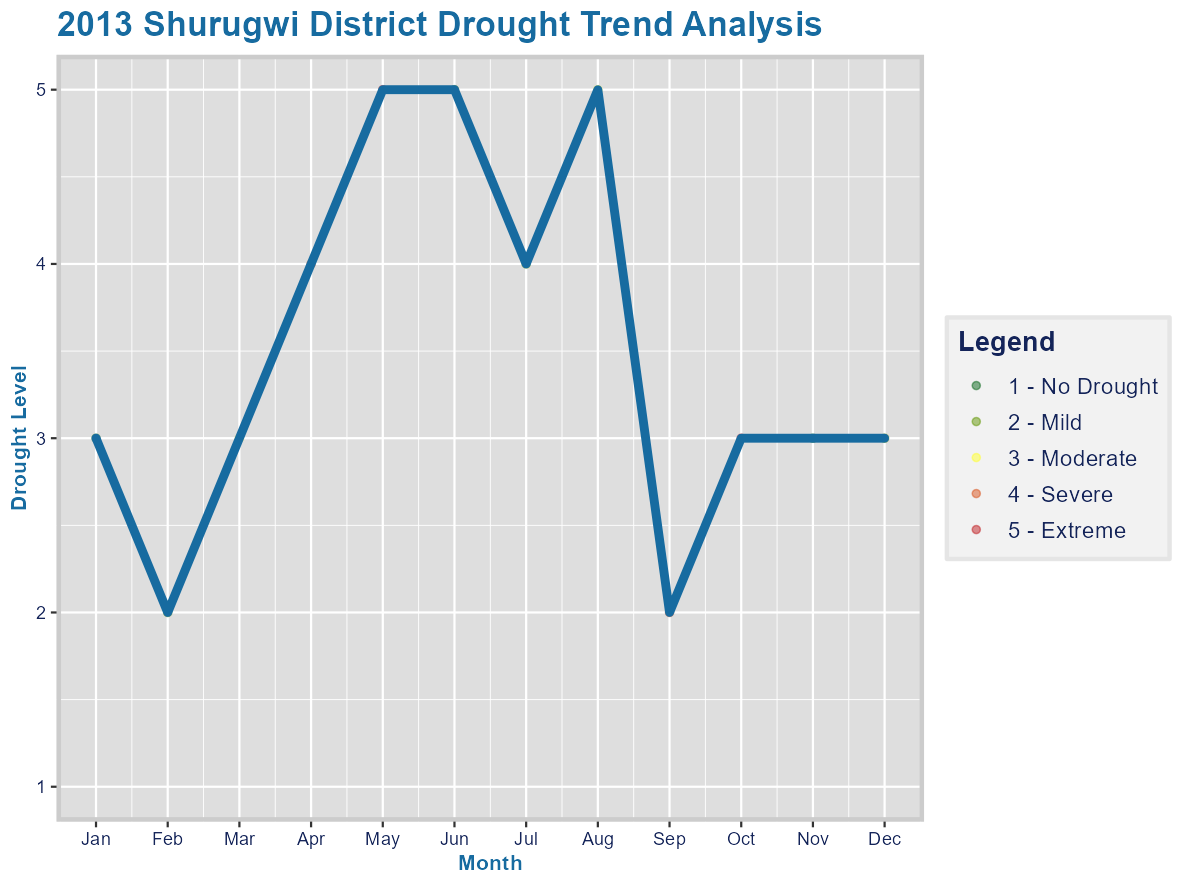 2013 Shurugwi District Drought Trend Analysis
5
4
3
2
1
Drought Level
Jan Feb Mar Apr May Jun Jul Aug Sep Oct Nov Dec
Month
Legend
1 - No Drought
2 - Mild
3 - Moderate
4 - Severe
5 - Extreme